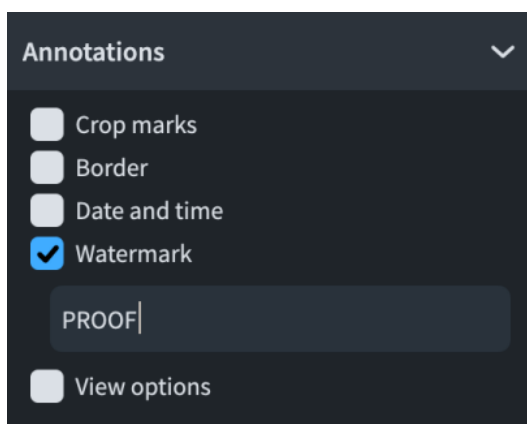 Annotations
Crop marks
Border
Date and time
Watermark
PROOF
View options